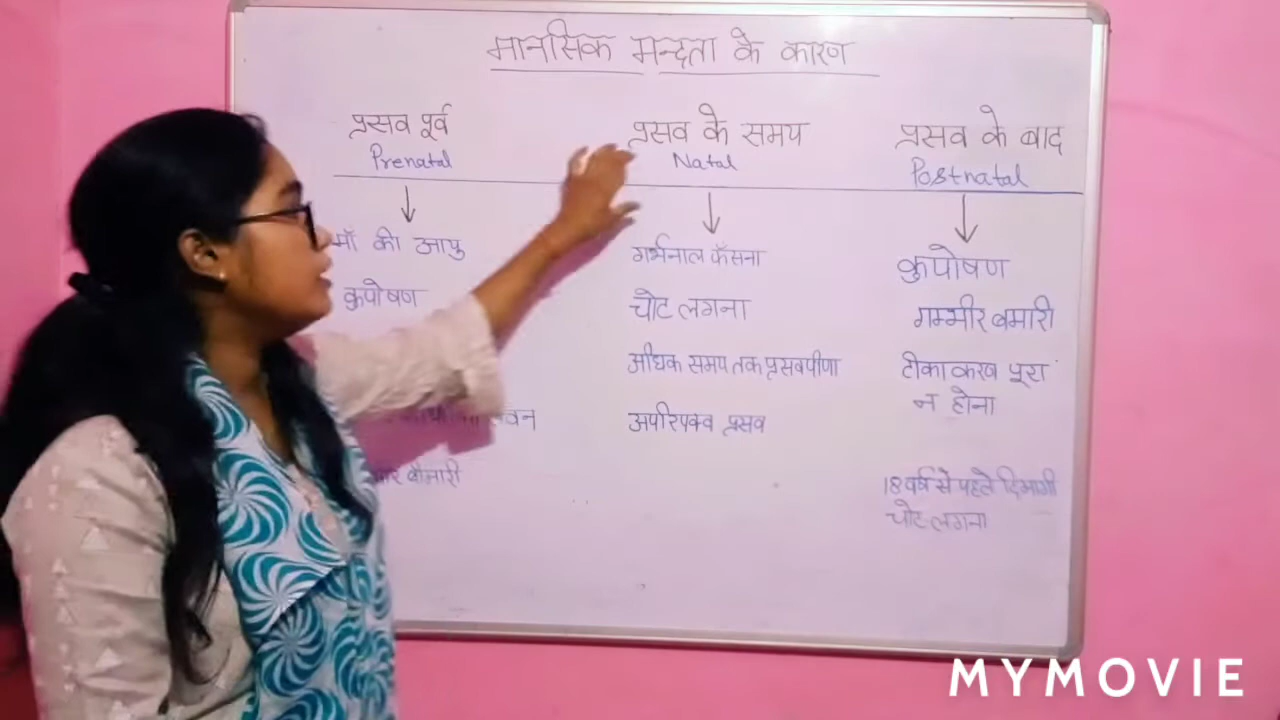 मानसिक मन्दता के कारण
प्रसव पूर्व
Prenatal
माँ की आयु
कुपोषण
प्रसव के समय
Natal
गर्भनाल फँसना
चोट लगना
अधिक समय तक प्रसवपीणा
अपरिपक्व प्रसव
प्रसव के बाद
Postnatal
कुपोषण
गम्भीर बमारी
टीकाकरण पूरा
न होना
18 वर्ष से पहले दिमागी
चोट लगना
MYMOVIE